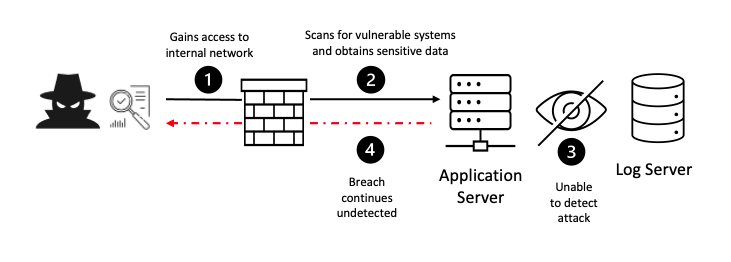 Gains access to
internal network
1
Scans for vulnerable systems
and obtains sensitive data
2
4
Breach
continues
undetected
Application
Server
3
Unable
to detect
attack
Log Server